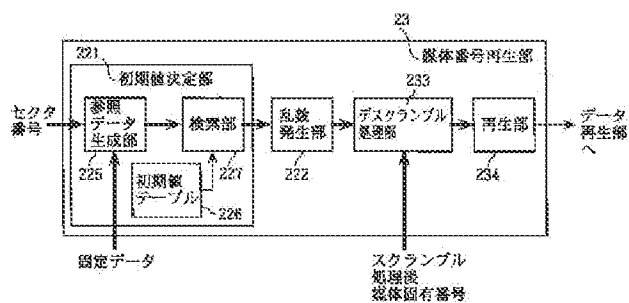 23
媒体番号再生部
221
初期値決定部
233
セクタ
番号
参照
データ
生成部
検索部
乱数
発生部
デスクランブル
処理部
再生部
データ
再生部
へ
225
227
222
234
初期値
テーブル
226
固定データ
スクランブル
処理後
媒体固有番号